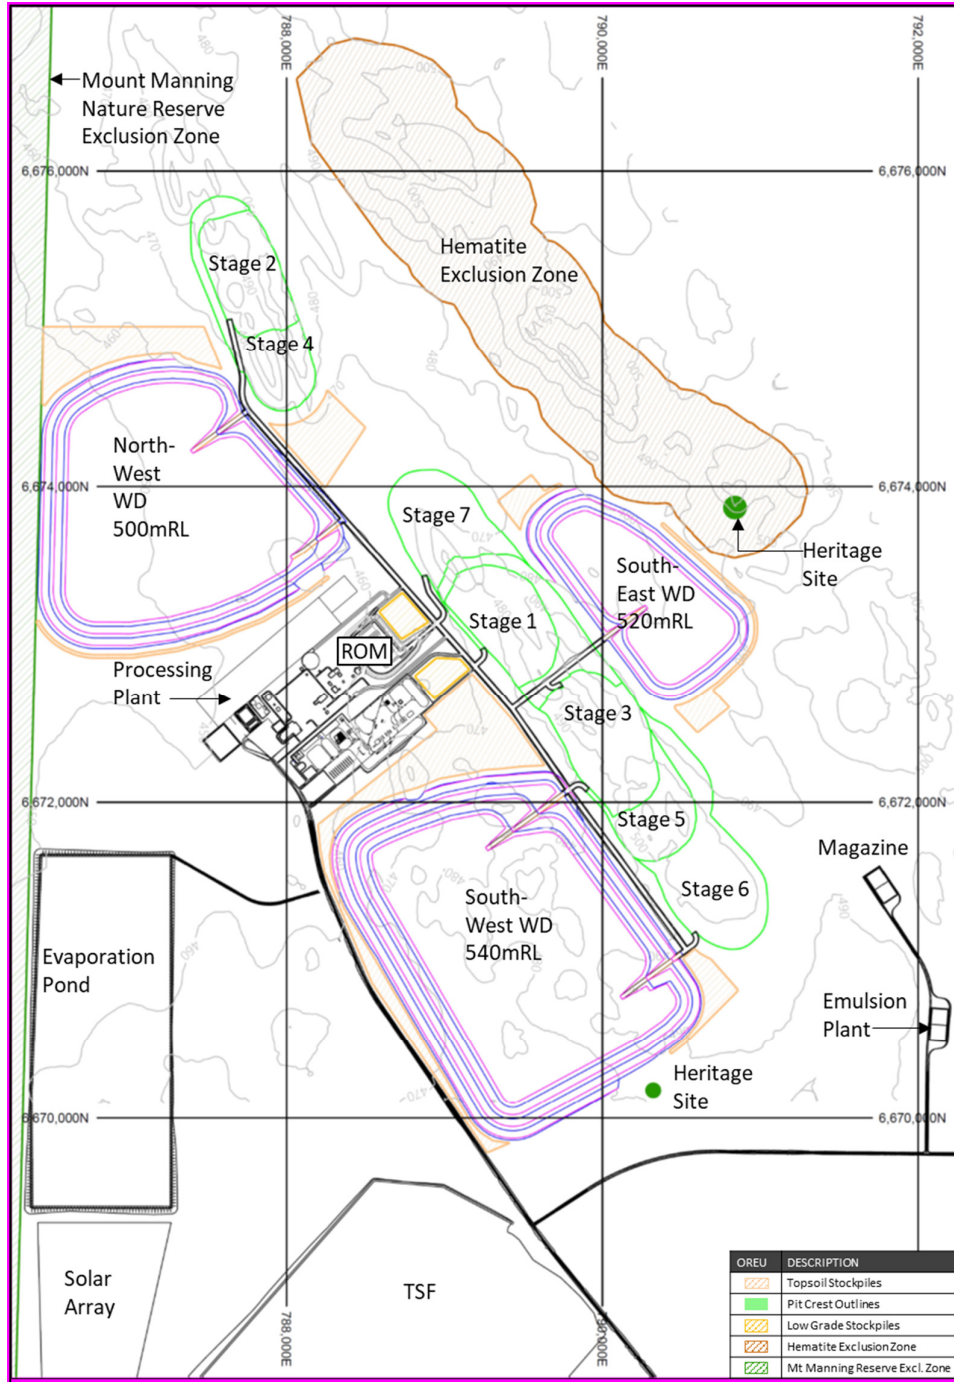 788,000E
790,000E
792,000E
Mount Manning
Nature Reserve
Exclusion Zone
6,676,000N
6,676,000N
Hematite
Exclusion Zone
Stage 2
Stage 4
North-
West
WD
500mRL
6,674,000N
6,674,000N
Stage 7
Heritage
Site
South-
East WD
520mRL
Stage 1
ROM
Processing
Plant
Stage 3
6,672,000N
6,672,000N
Stage 5
Magazine
Stage 6
South-
West WD
540mRL
Evaporation
Pond
Emulsion
Plant
Heritage
Site
6,670,000N
6,670,000N
Solar
Array
TSF
788,000E
790,000E
OREU DESCRIPTION
Topsoil Stockpiles
Pit Crest Outlines
Low Grade Stockpiles
Hematite Exclusion Zone
Mt Manning Reserve Excl. Zone